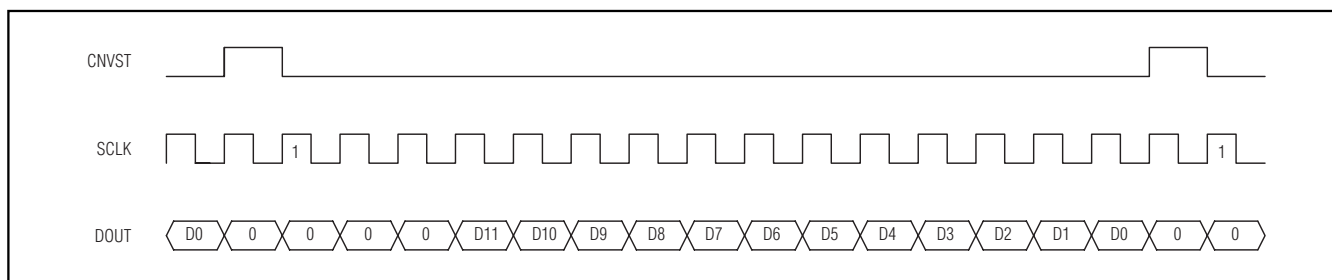 CNVST
SCLK 1 1
DOUT D0 0 0 0 0 D11 D10 D9 D8 D7 D6 D5 D4 D3 D2 D1 D0 0 0